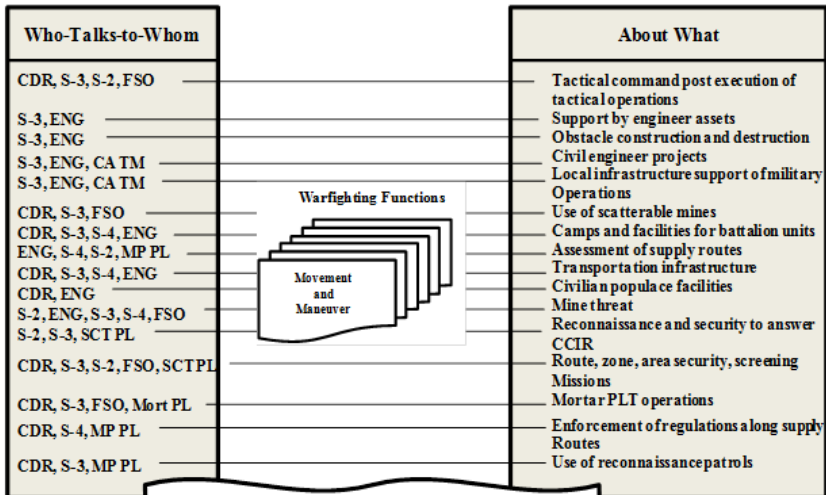 Who-Talks-to-Whom
CDR, S-3, S-2, FSO
S-3, ENG
S-3, ENG
S-3, ENG, CA TM
S-3, ENG, CA TM
CDR, S-3, FSO
CDR, S-3, S-4, ENG
ENG, S-4, S-2, MP PL
CDR, S-3, S-4, ENG
CDR, ENG
S-2, ENG, S-3, S-4, FSO
S-2, S-3, SCT PL
CDR, S-3, S-2, FSO, SCT PL
CDR, S-3, FSO, Mort PL
CDR, S-4, MP PL
CDR, S-3, MP PL
Warfighting Functions
Movement
and
Maneuver
About What
Tactical command post execution of
tactical operations
Support by engineer assets
Obstacle construction and destruction
Civil engineer projects
Local infrastructure support of military
Operations
Use of scatterable mines
Camps and facilities for battalion units
Assessment of supply routes
Transportation infrastructure
Civilian populace facilities
Mine threat
Reconnaissance and security to answer
CCIR
Route, zone, area security, screening
Missions
Mortar PLT operations
Enforcement of regulations along supply
Routes
Use of reconnaissance patrols